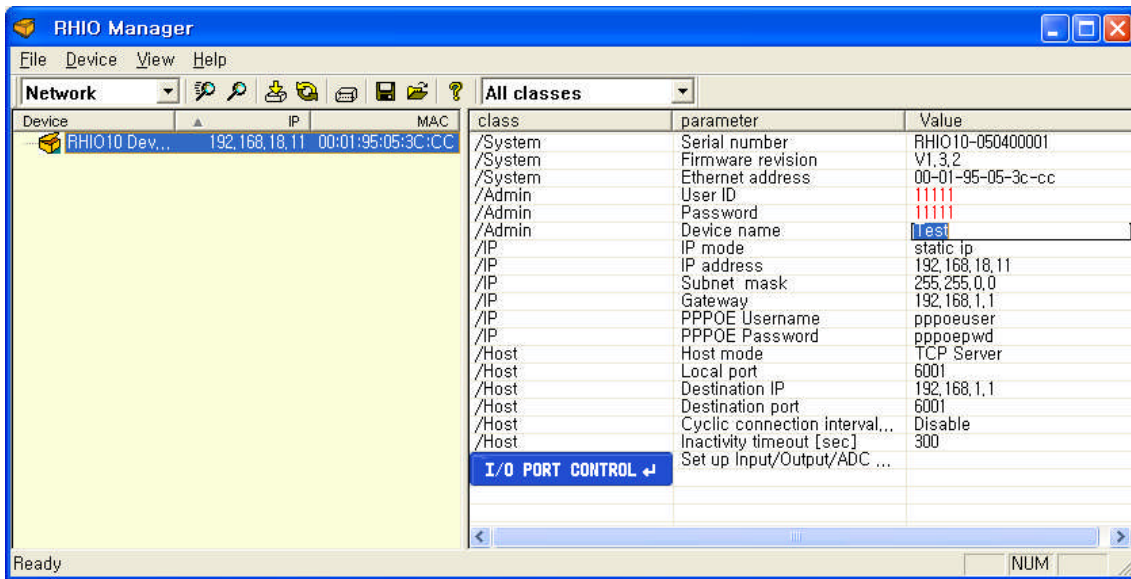 RHIO Manager
File Device View Help
Network All classes
Device IP MAC
RHIO10 Dev... 192,168,18,11 00:01:95:05:3C:CC
class parameter Value
/System Serial number RHIO10-050400001
/System Firmware revision V1,3,2
/System Ethernet address 00-01-95-05-3c-cc
/Admin User ID 11111
/Admin Password 11111
/Admin Device name Test
/IP IP mode static ip
/IP IP address 192,168,18,11
/IP Subnet mask 255,255,0,0
/IP Gateway 192,168,1,1
/IP PPPOE Username pppoeuser
/IP PPPOE Password pppoepwd
/Host Host mode TCP Server
/Host Local port 6001
/Host Destination IP 192,168,1,1
/Host Destination port 6001
/Host Cyclic connection interval... Disable
/Host Inactivity timeout [sec] 300
I/O PORT CONTROL ↵ Set up Input/Output/ADC ...
Ready NUM